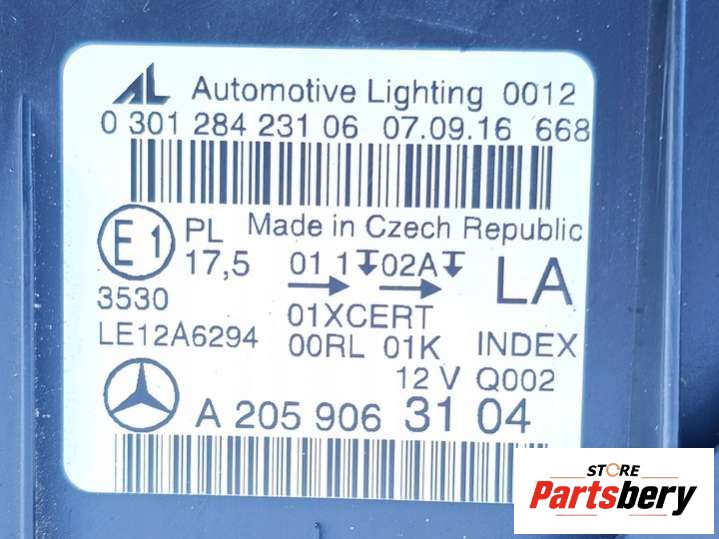 AL Automotive Lighting 0012
0 301 284 231 06 07.09.16 668
E1 PL Made in Czech Republic
17,5 01 1 02A LA
3530 01XCERT
LE12A6294 00RL 01K INDEX
12 V Q002
A 205 906 31 04
STORE
Partsbery